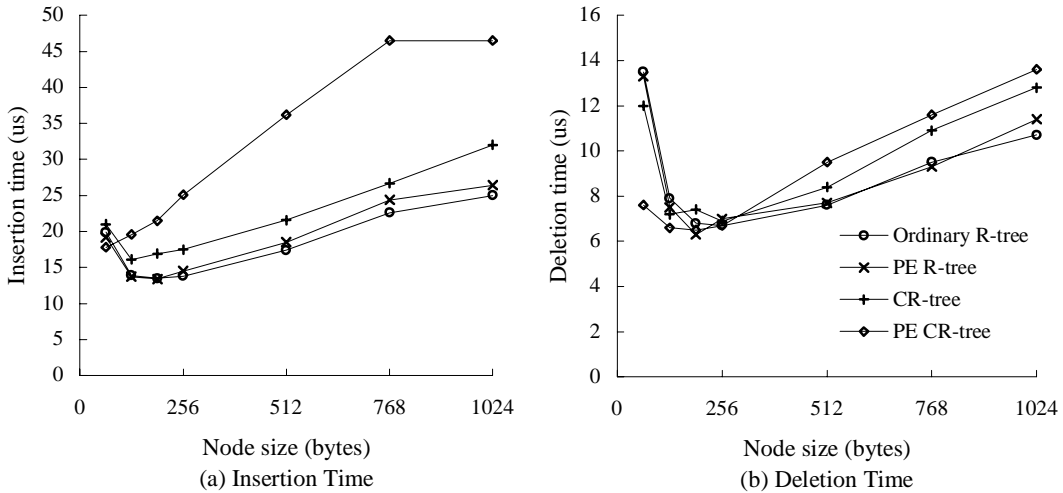 50
45
40
35
30
25
20
15
10
5
0
Insertion time (us)
0 256 512 768 1024
Node size (bytes)
(a) Insertion Time
16
14
12
10
8
6
4
2
0
Deletion time (us)
Ordinary R-tree
PE R-tree
CR-tree
PE CR-tree
0 256 512 768 1024
Node size (bytes)
(b) Deletion Time